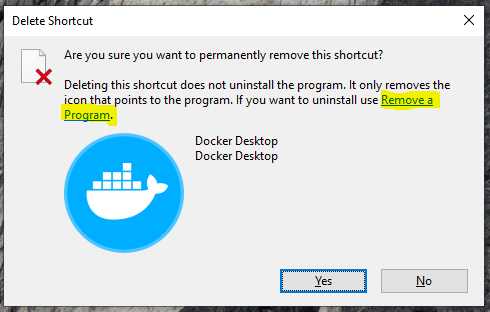 Delete Shortcut
Are you sure you want to permanently remove this shortcut?
Deleting this shortcut does not uninstall the program. It only removes the
icon that points to the program. If you want to uninstall use Remove a
Program.
Docker Desktop
Docker Desktop
Yes
No